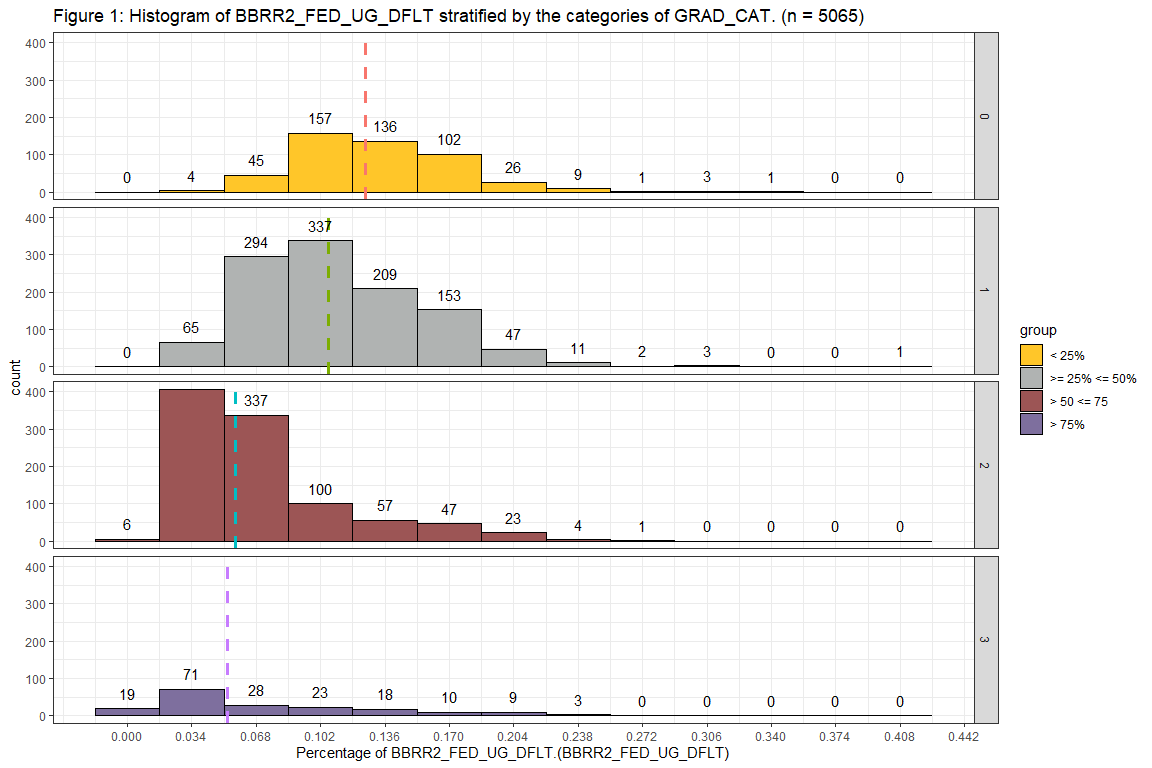 Figure 1: Histogram of BBRR2_FED_UG_DFLT stratified by the categories of GRAD_CAT. (n = 5065)
400
300
200
100
0
0 4 45 157 136 102 26 9 1 3 1 0 0
0
400
300
200
100
0
0 65 294 337 209 153 47 11 2 3 0 0 1
1
400
300
200
100
0
6 337 100 57 47 23 4 1 0 0 0 0
2
400
300
200
100
0
19 71 28 23 18 10 9 3 0 0 0 0 0
3
count
0.000 0.034 0.068 0.102 0.136 0.170 0.204 0.238 0.272 0.306 0.340 0.374 0.408 0.442
Percentage of BBRR2_FED_UG_DFLT.(BBRR2_FED_UG_DFLT)
group
< 25%
>= 25% <= 50%
> 50 <= 75
> 75%